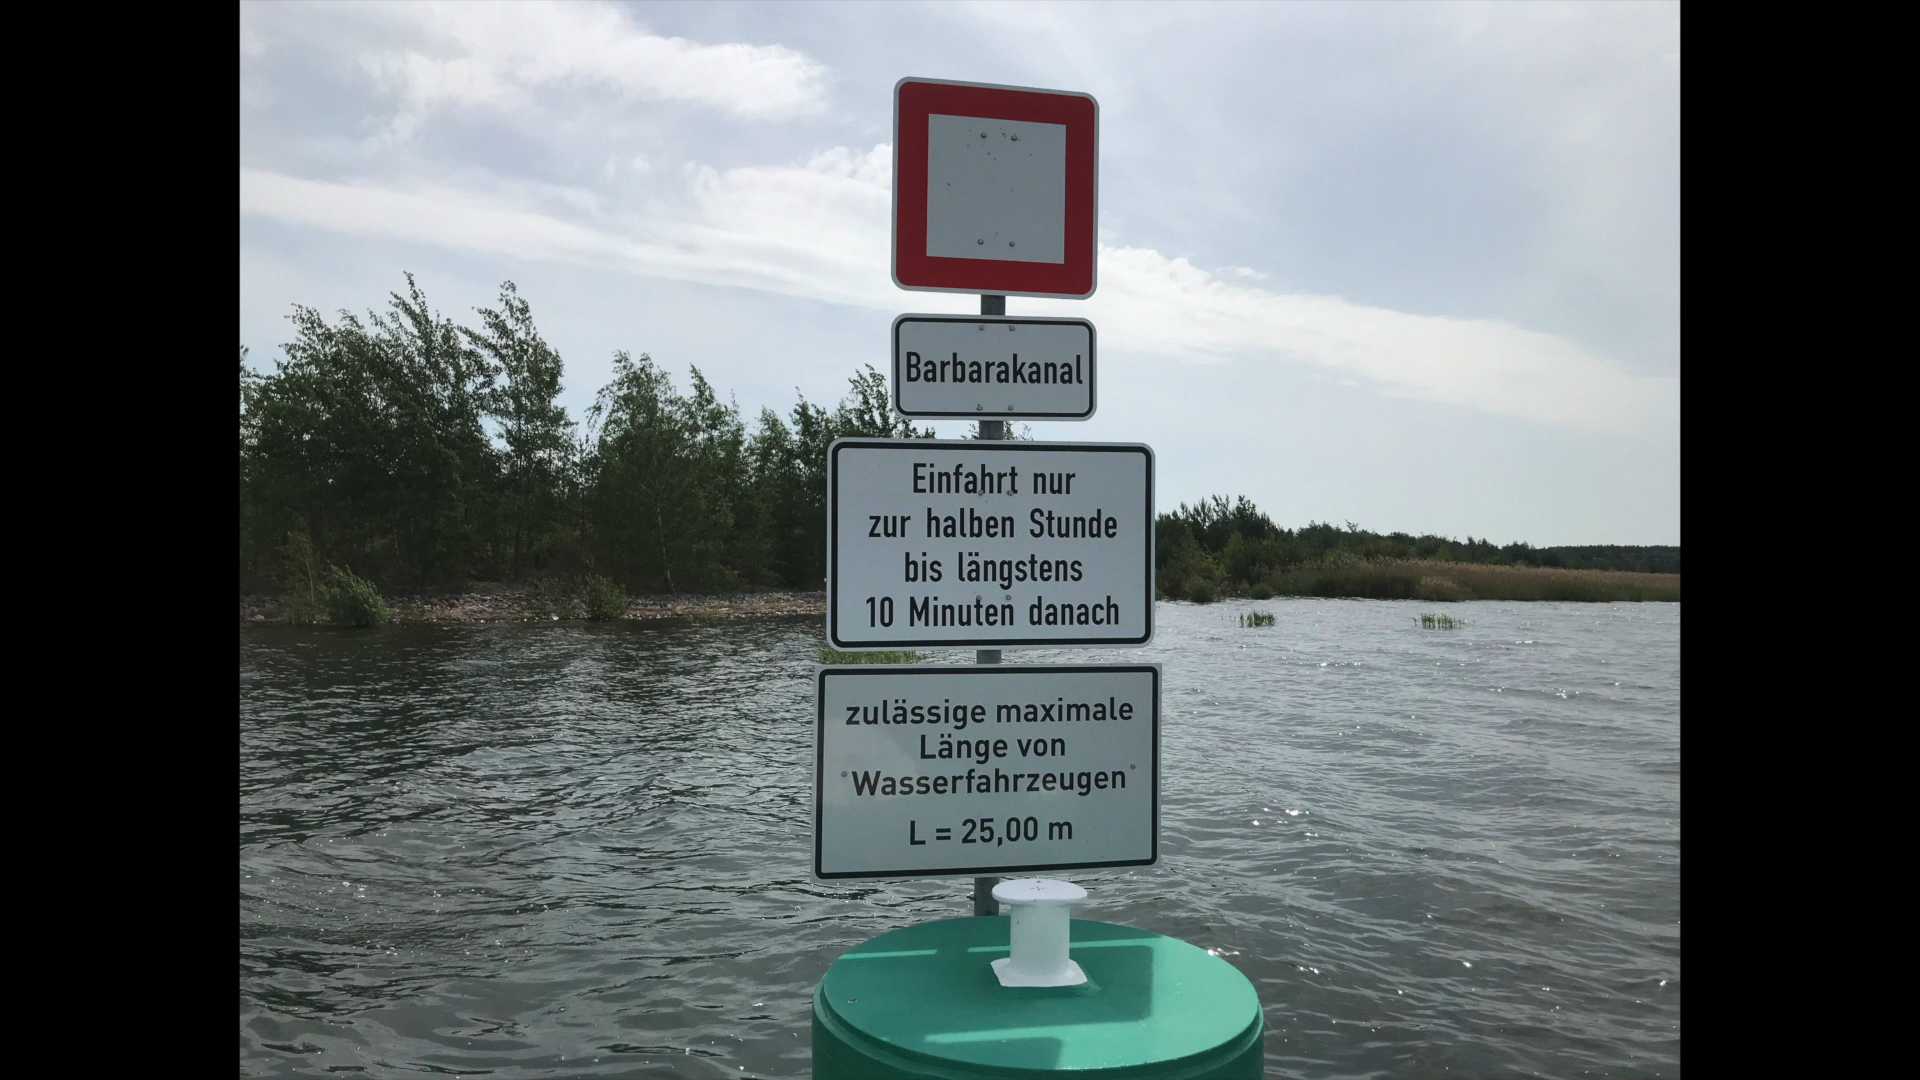 Barbarakanal
Einfahrt nur
zur halben Stunde
bis längstens
10 Minuten danach
zulässige maximale
Länge von
Wasserfahrzeugen
L = 25,00 m